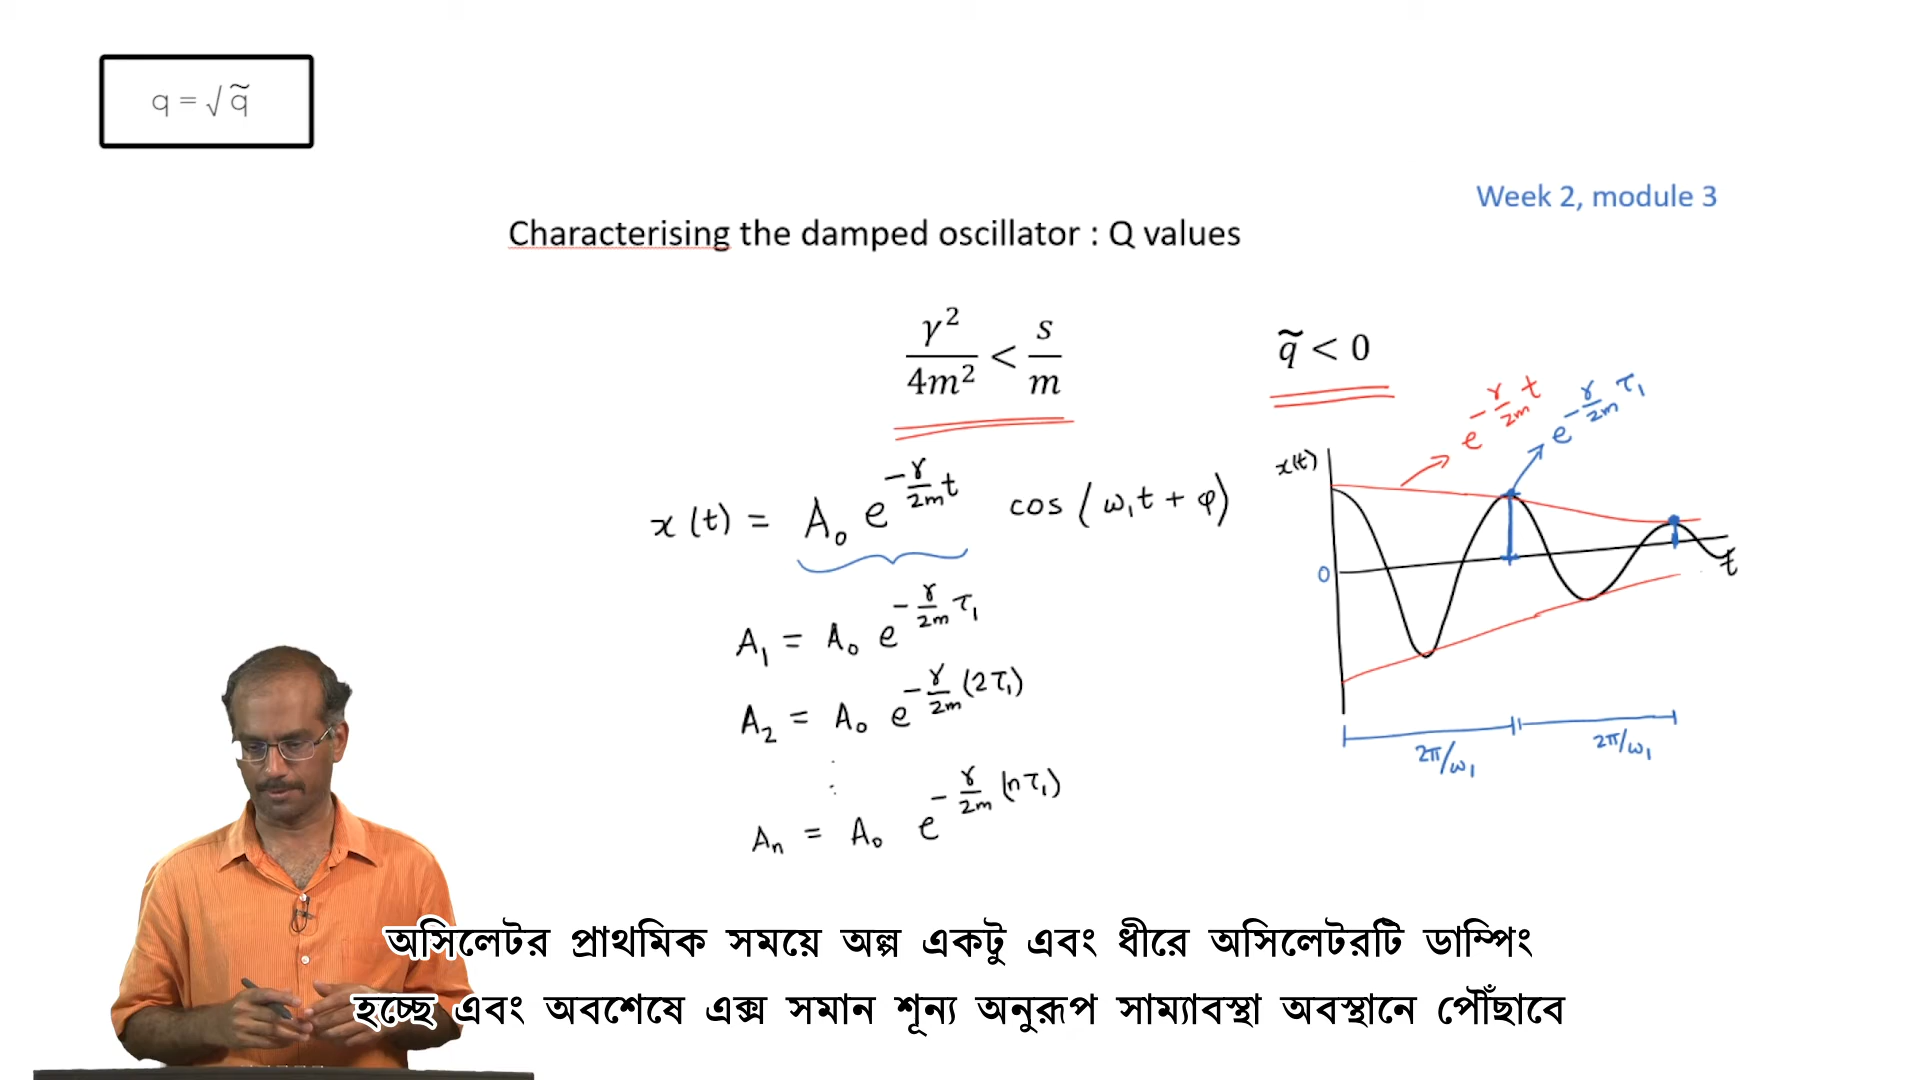 q = √ q̃
Week 2, module 3
Characterising the damped oscillator : Q values
γ²/4m² < s/m
q̃ < 0
e^{-γ/2m t}
e^{-γ/2m τ₁}
x(t)
x(t) = A₀ e^{-γ/2m t} cos(ω₁t + φ)
0
t
A₁ = A₀ e^{-γ/2m τ₁}
A₂ = A₀ e^{-γ/2m (2τ₁)}
⋮
Aₙ = A₀ e^{-γ/2m (nτ₁)}
2π/ω₁
2π/ω₁
অসিলেটর প্রাথমিক সময়ে অল্প একটু এবং ধীরে অসিলেটরটি ডাম্পিং
হচ্ছে এবং অবশেষে এক্স সমান শূন্য অনুরূপ সাম্যাবস্থা অবস্থানে পৌঁছাবে